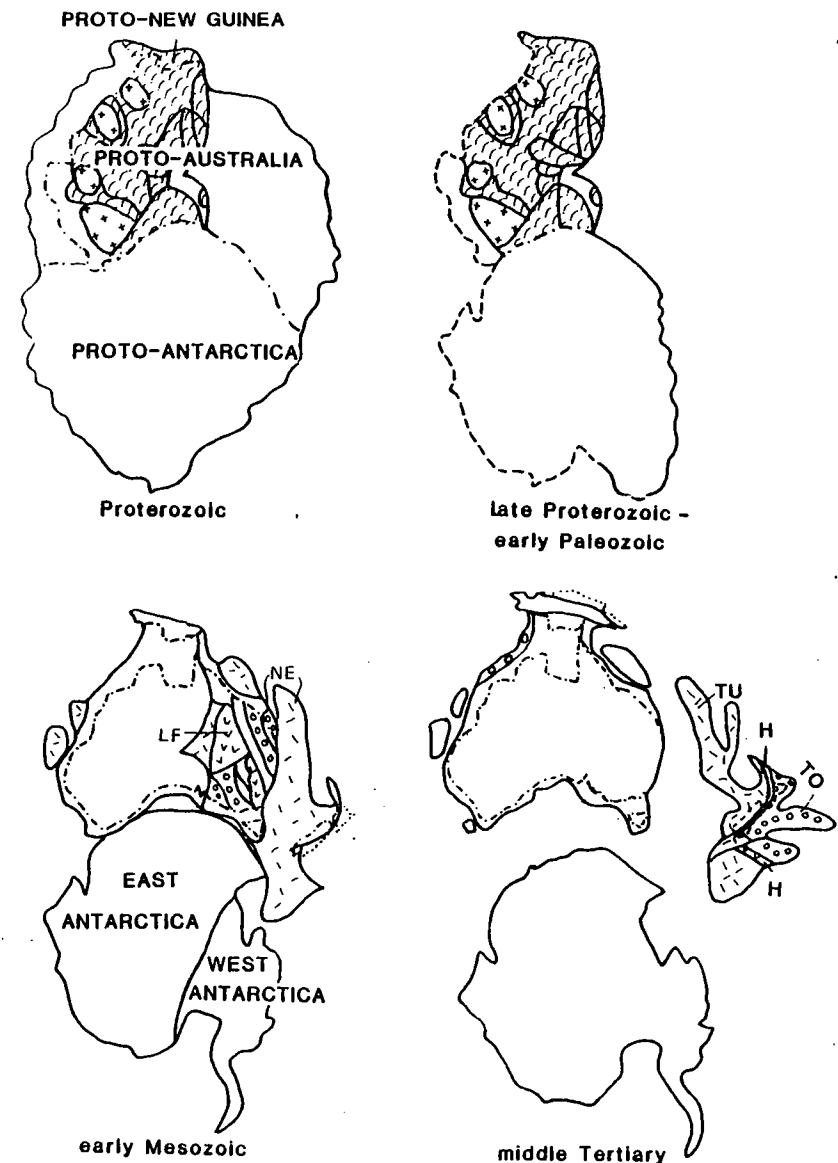 PROTO-NEW GUINEA
PROTO-AUSTRALIA
PROTO-ANTARCTICA
Proterozoic
Late Proterozoic -
early Paleozoic
NE
LF
EAST
ANTARCTICA
WEST
ANTARCTICA
early Mesozoic
TU
H
TO
H
middle Tertiary